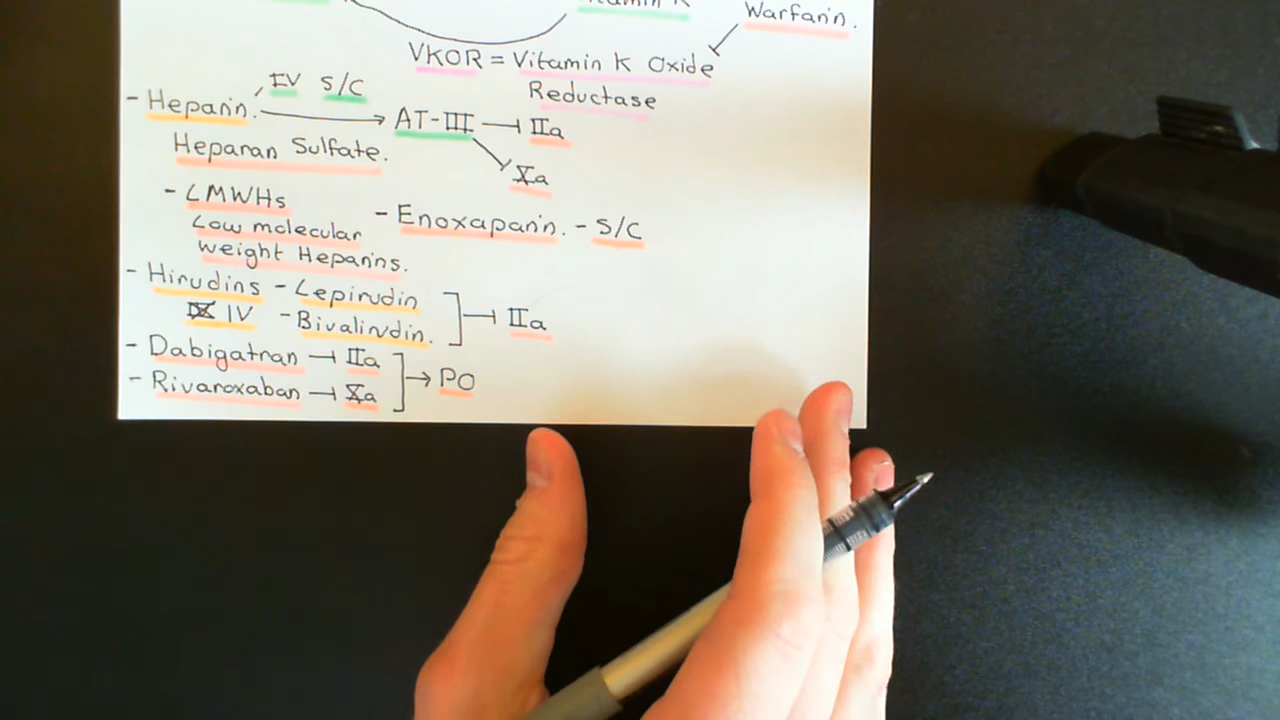 Warfarin.
VKOR = Vitamin K Oxide
Reductase
- Heparin. IV S/C → AT-III ⊣ IIa
Heparan Sulfate.
Xa
- LMWHs
Low molecular
weight Heparins.
- Enoxaparin. - S/C
- Hirudins - Lepirudin
IV - Bivalirudin. ] ⊣ IIa
- Dabigatran ⊣ IIa
- Rivaroxaban ⊣ Xa ] → PO